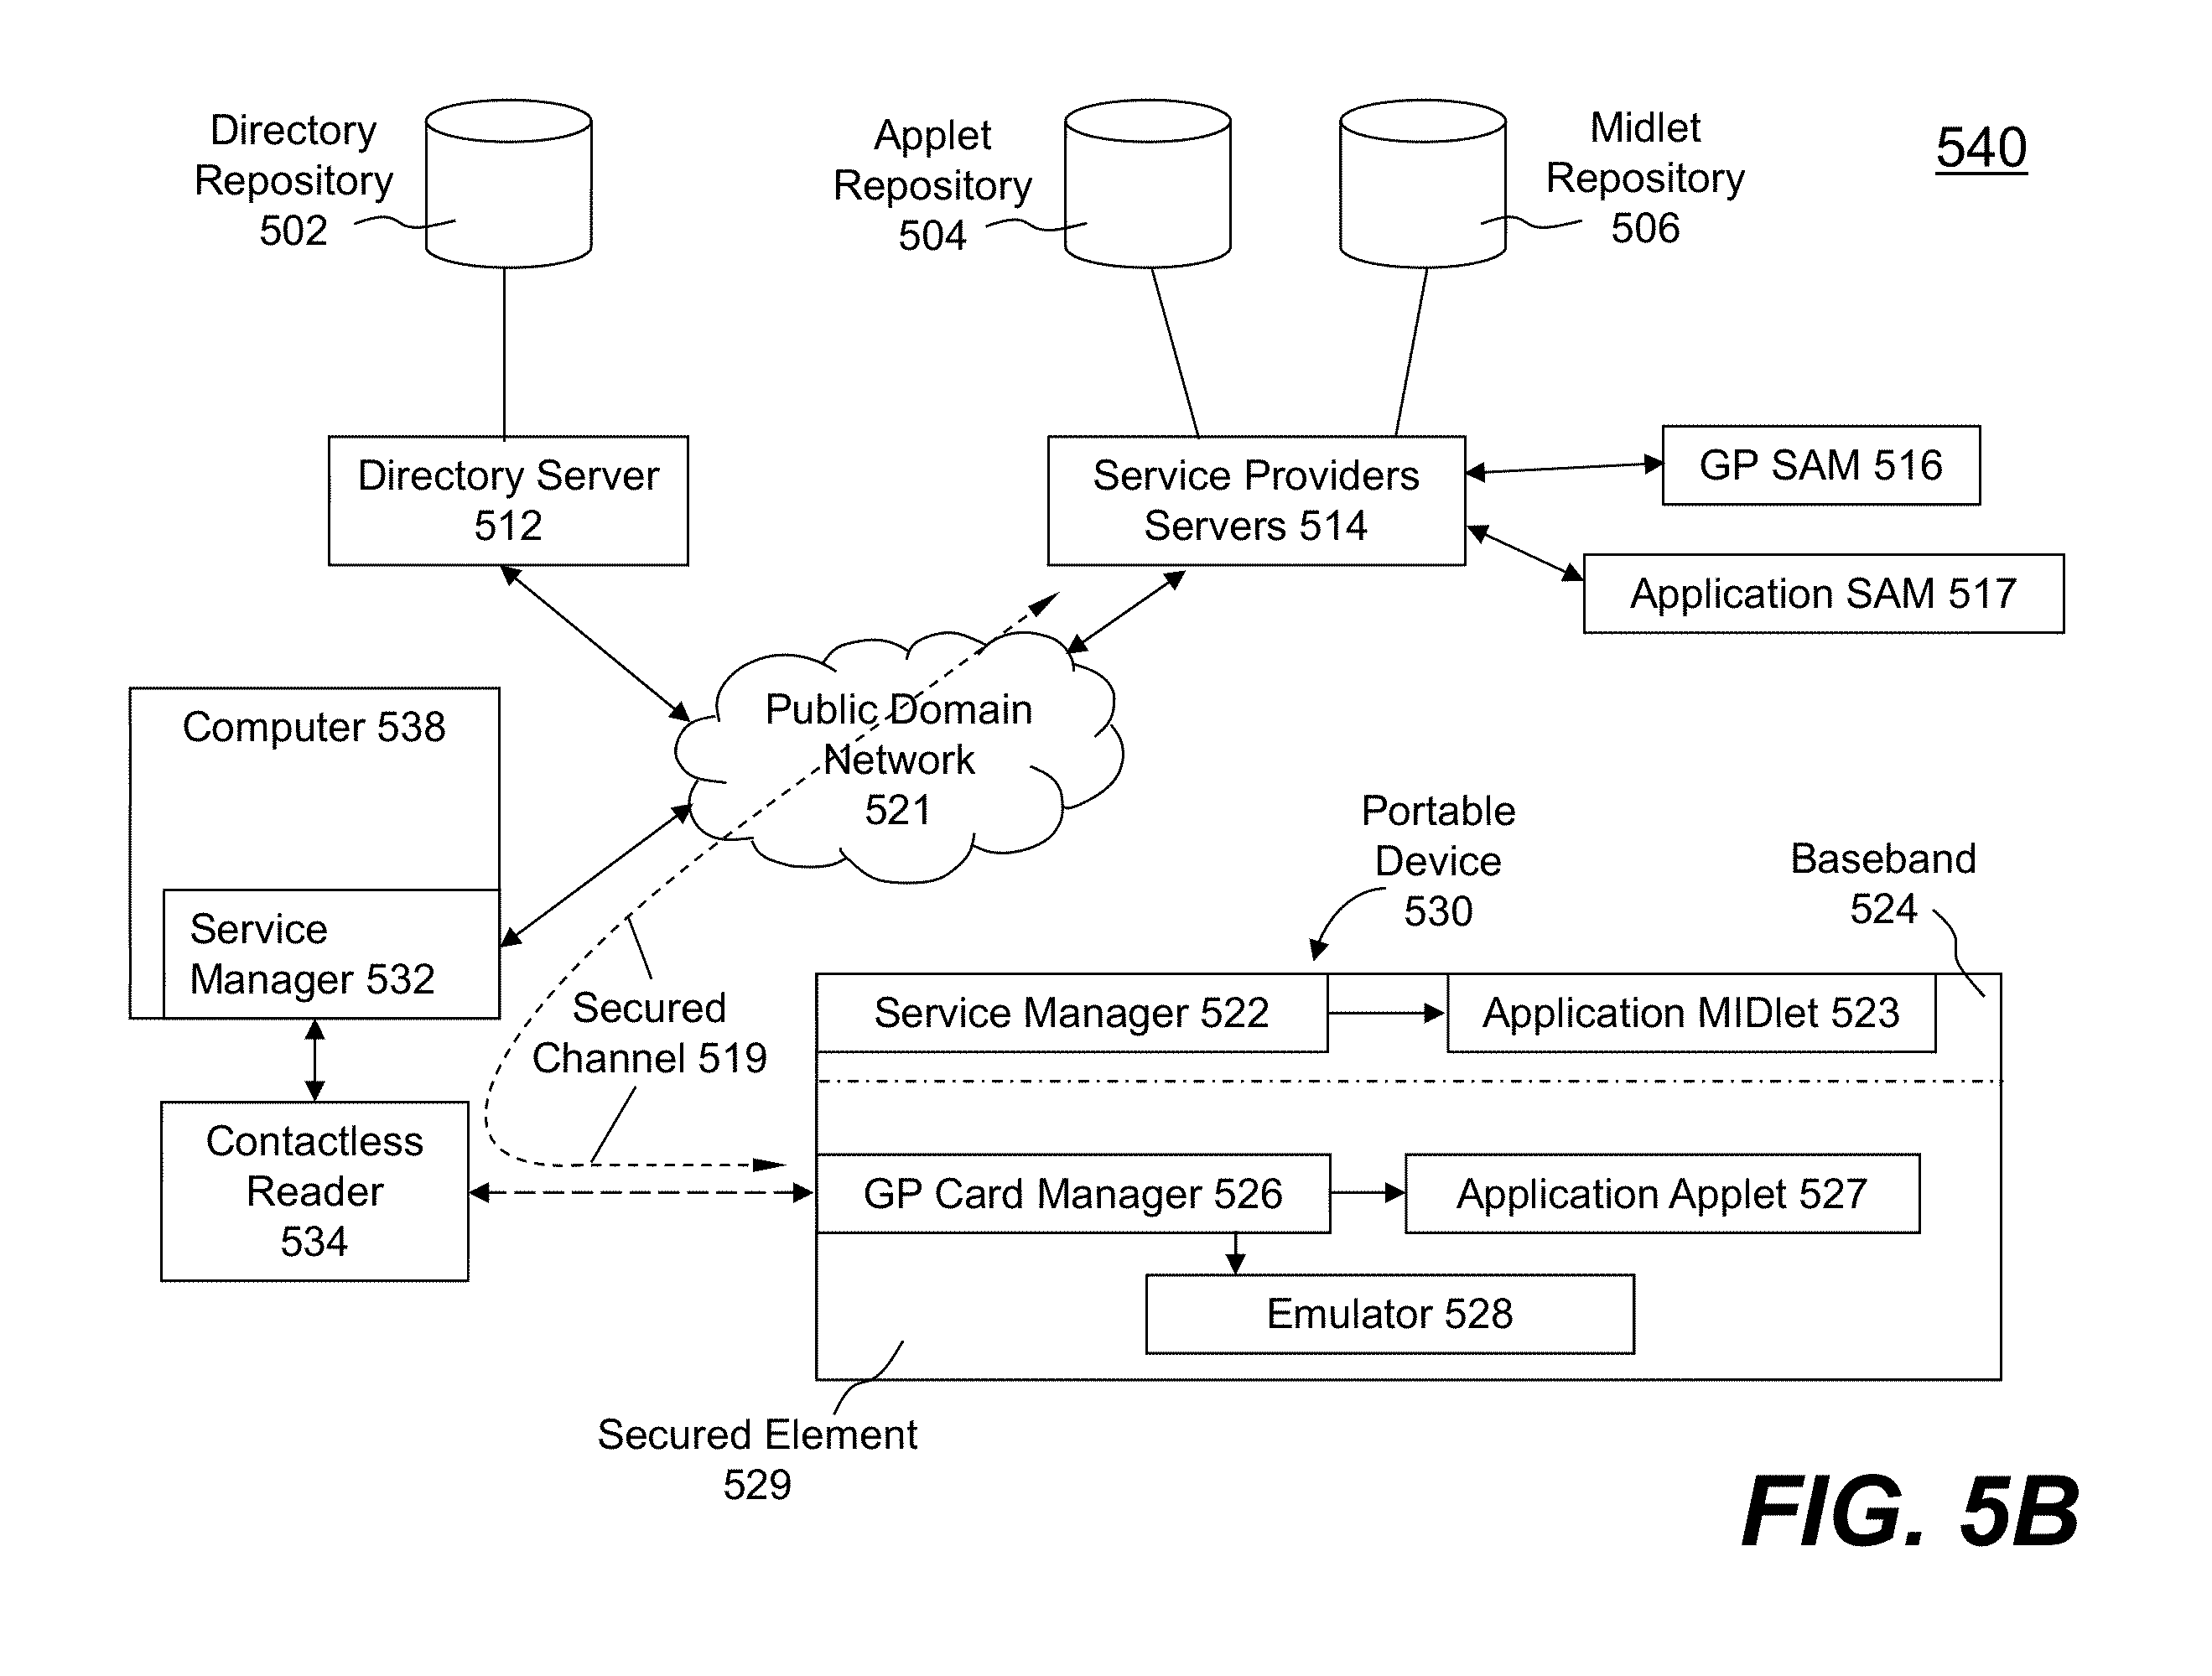 Directory
Repository
502
Applet
Repository
504
Midlet
Repository
506
540
Directory Server
512
Service Providers
Servers 514
GP SAM 516
Application SAM 517
Computer 538
Public Domain
Network
521
Service
Manager 532
Secured
Channel 519
Portable
Device
530
Baseband
524
Service Manager 522
Application MIDlet 523
Contactless
Reader
534
GP Card Manager 526
Application Applet 527
Emulator 528
Secured Element
529
FIG. 5B